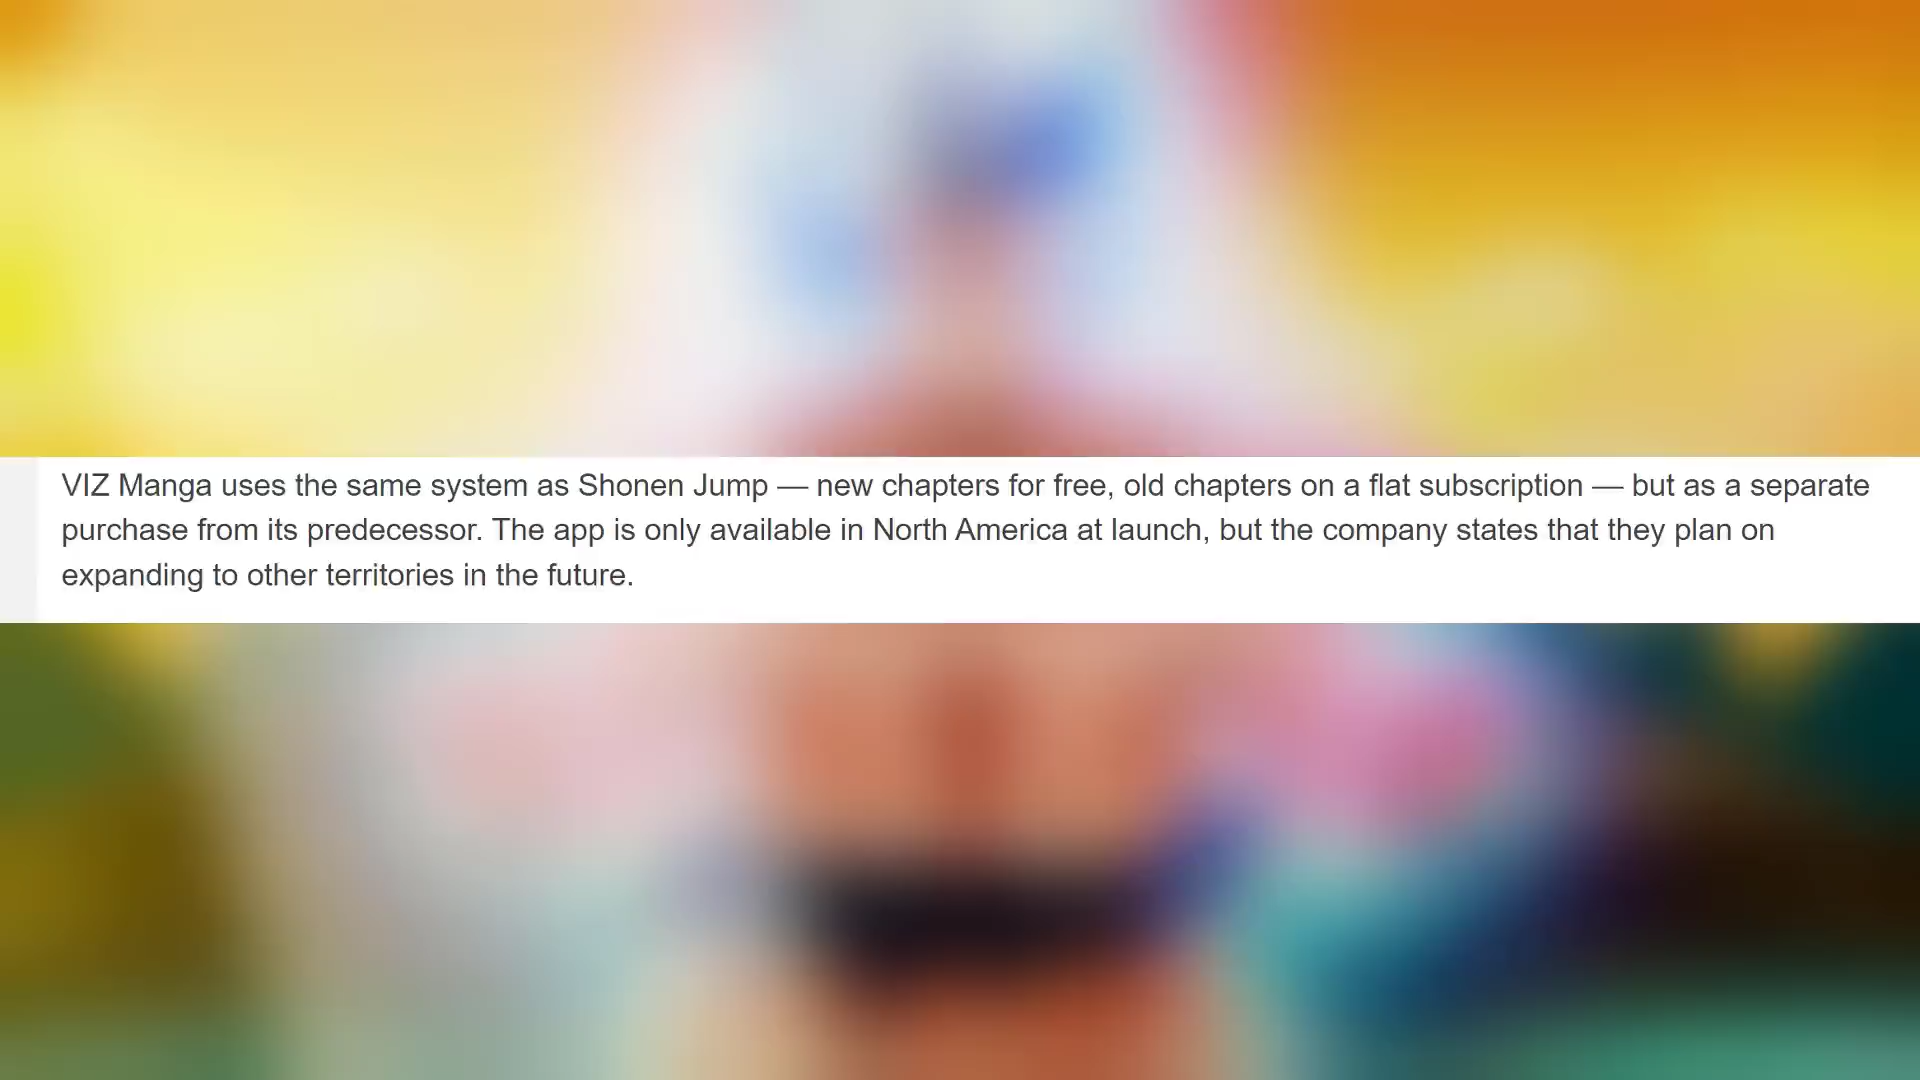 VIZ Manga uses the same system as Shonen Jump — new chapters for free, old chapters on a flat subscription — but as a separate
purchase from its predecessor. The app is only available in North America at launch, but the company states that they plan on
expanding to other territories in the future.